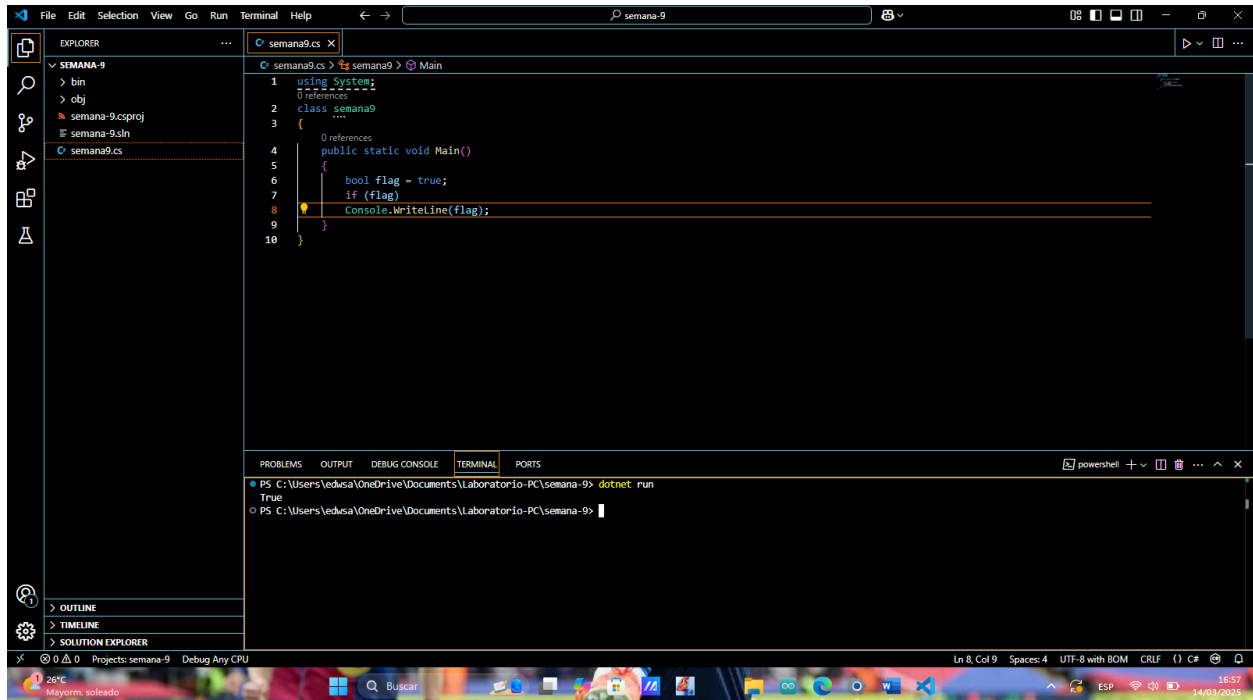 File Edit Selection View Go Run Terminal Help
semana-9
EXPLORER
semana9.cs
SEMANA-9
bin
obj
semana-9.csproj
semana-9.sln
semana9.cs
semana9.cs > semana9 > Main
1 using System;
0 references
2 class semana9
3 {
0 references
4 public static void Main()
5 {
6 bool flag = true;
7 if (flag)
8 Console.WriteLine(flag);
9 }
10 }
PROBLEMS OUTPUT DEBUG CONSOLE TERMINAL PORTS
powershell
PS C:\Users\edwsa\OneDrive\Documents\Laboratorio-PC\semana-9> dotnet run
True
PS C:\Users\edwsa\OneDrive\Documents\Laboratorio-PC\semana-9>
1
OUTLINE
TIMELINE
SOLUTION EXPLORER
0 0 Projects: semana-9 Debug Any CPU
Ln 8, Col 9 Spaces: 4 UTF-8 with BOM CRLF {} C#
1
26°C
Mayorm. soleado
Buscar
ESP
16:57
14/03/2025